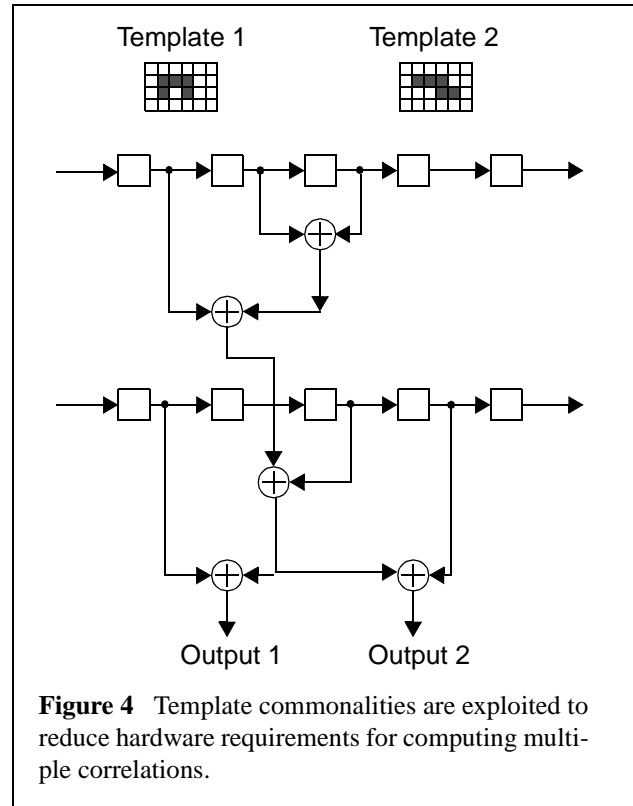 Template 1 Template 2
Output 1 Output 2
Figure 4 Template commonalities are exploited to
reduce hardware requirements for computing multi-
ple correlations.